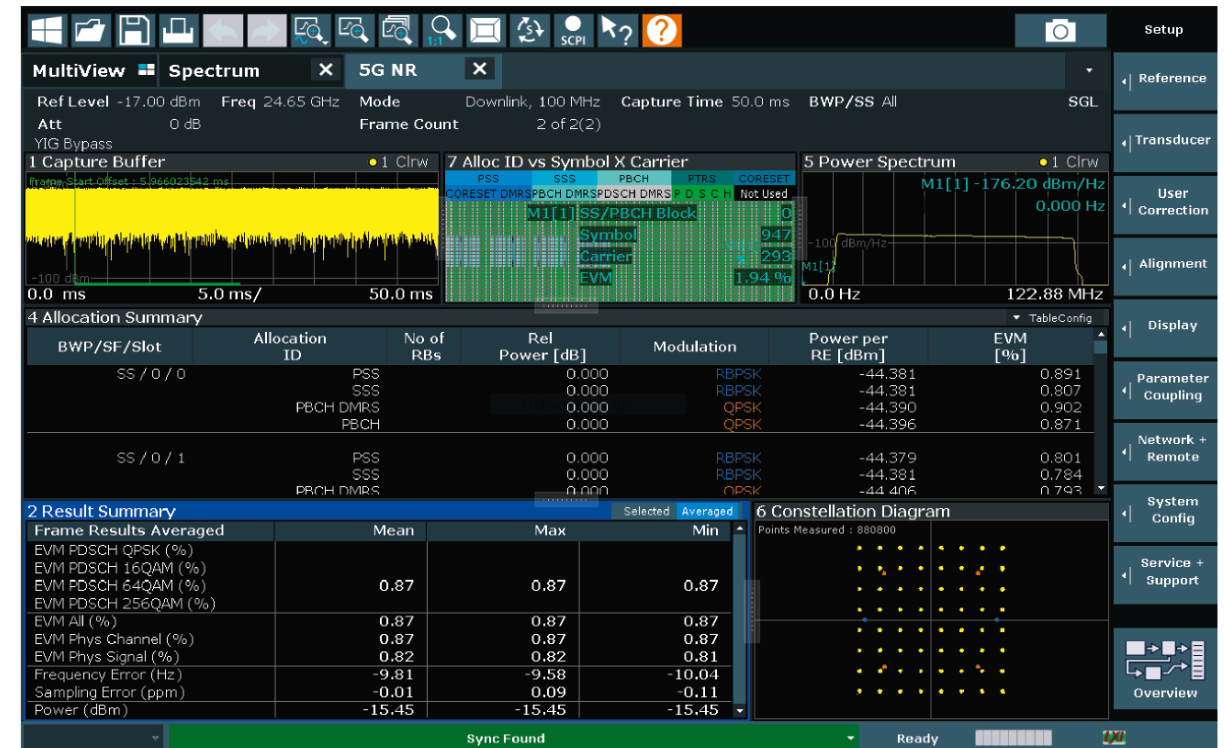 1:1
SCPI
Setup
MultiView Spectrum X 5G NR X
Reference
Ref Level -17.00 dBm Freq 24.65 GHz Mode Downlink, 100 MHz Capture Time 50.0 ms BWP/SS All SGL
Att 0 dB Frame Count 2 of 2(2)
YIG Bypass
Transducer
1 Capture Buffer 1 Clrw
Frame Start Offset : 5.966023542 ms
-100 dBm
0.0 ms 5.0 ms/ 50.0 ms
7 Alloc ID vs Symbol X Carrier
PSS SSS PBCH PTRS CORESET
CORESET DMRS PBCH DMRS PDSCH DMRS P D S C H Not Used
M1[1] SS/PBCH Block 0
Symbol 947
Carrier 293
EVM 1.94 %
5 Power Spectrum 1 Clrw
M1[1] -176.20 dBm/Hz
0.000 Hz
-100 dBm/Hz
M1[1]
0.0 Hz 122.88 MHz
User
Correction
Alignment
Display
Parameter
Coupling
Network +
Remote
System
Config
Service +
Support
Overview
4 Allocation Summary TableConfig
BWP/SF/Slot Allocation ID No of RBs Rel Power [dB] Modulation Power per RE [dBm] EVM [%]
SS / 0 / 0 PSS 0.000 RBPSK -44.381 0.891
SSS 0.000 RBPSK -44.381 0.807
PBCH DMRS 0.000 QPSK -44.390 0.902
PBCH 0.000 QPSK -44.396 0.871
SS / 0 / 1 PSS 0.000 RBPSK -44.379 0.801
SSS 0.000 RBPSK -44.381 0.784
PBCH DMRS 0.000 QPSK -44.406 0.793
2 Result Summary Selected Averaged
Frame Results Averaged Mean Max Min
EVM PDSCH QPSK (%)
EVM PDSCH 16QAM (%)
EVM PDSCH 64QAM (%) 0.87 0.87 0.87
EVM PDSCH 256QAM (%)
EVM All (%) 0.87 0.87 0.87
EVM Phys Channel (%) 0.87 0.87 0.87
EVM Phys Signal (%) 0.82 0.82 0.81
Frequency Error (Hz) -9.81 -9.58 -10.04
Sampling Error (ppm) -0.01 0.09 -0.11
Power (dBm) -15.45 -15.45 -15.45
6 Constellation Diagram
Points Measured : 880800
Sync Found
Ready